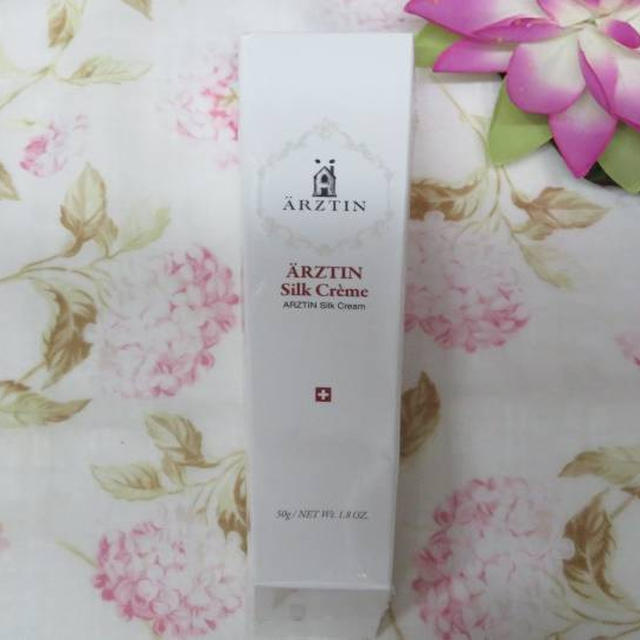 ÄRZTIN
ÄRZTIN
Silk Crème
ARZTIN Silk Cream
50g / NET Wt. 1.8 OZ.